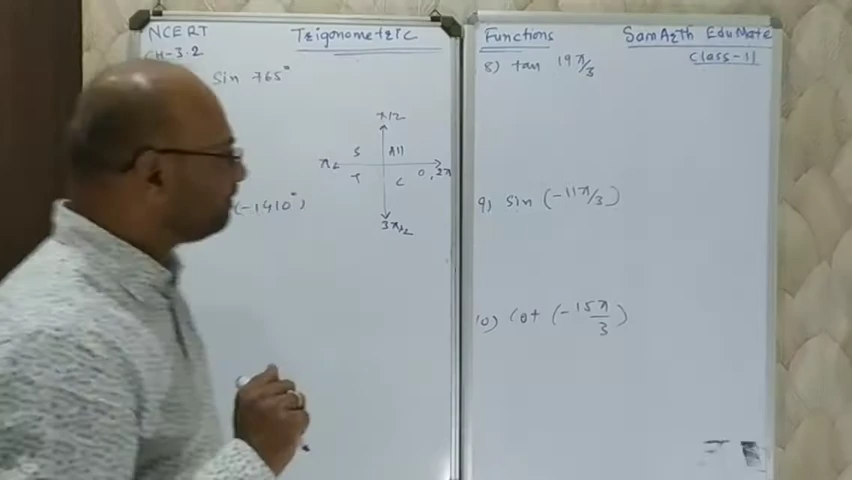 NCERT
CH-3.2
Trigonometric
Sin 765°
π/2
S All
π 0, 2π
T C
3π/2
(-1410°)
Functions
SamArth EduMate
Class-11
8) tan 19π/3
9) sin (-11π/3)
10) Cot (-15π/3)